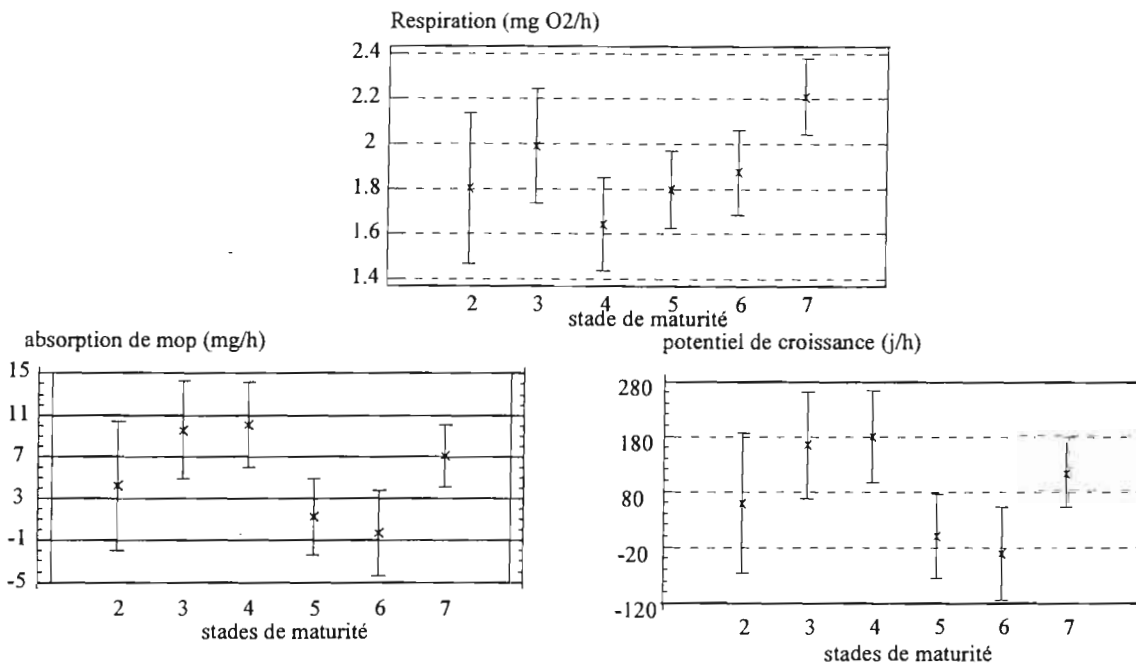 Respiration (mg O2/h)
2.4
2.2
2
1.8
1.6
1.4
2 3 4 5 6 7
stade de maturité
absorption de mop (mg/h)
15
11
7
3
-1
-5
2 3 4 5 6 7
stades de maturité
potentiel de croissance (j/h)
280
180
80
-20
-120
2 3 4 5 6 7
stades de maturité